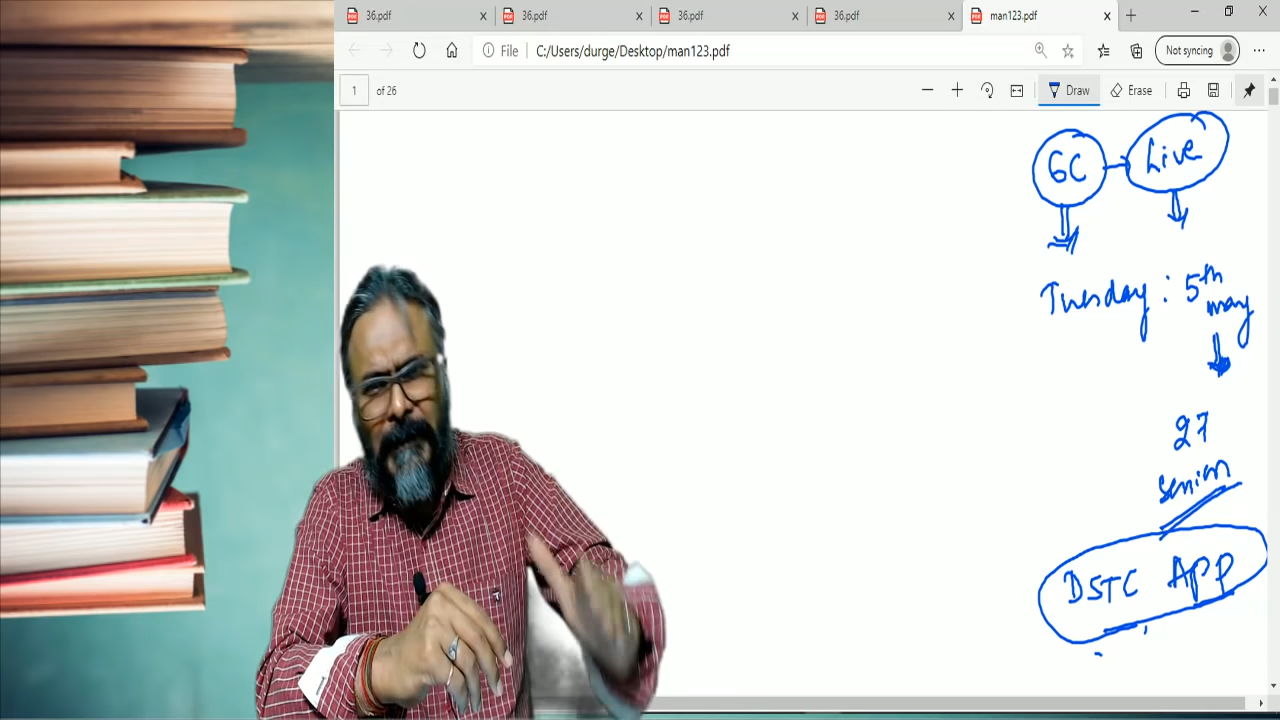 36.pdf 36.pdf 36.pdf 36.pdf man123.pdf
File C:/Users/durge/Desktop/man123.pdf Not syncing
1 of 26 Draw Erase
GC Live
Tuesday : 5th may
27
session
DSTC APP